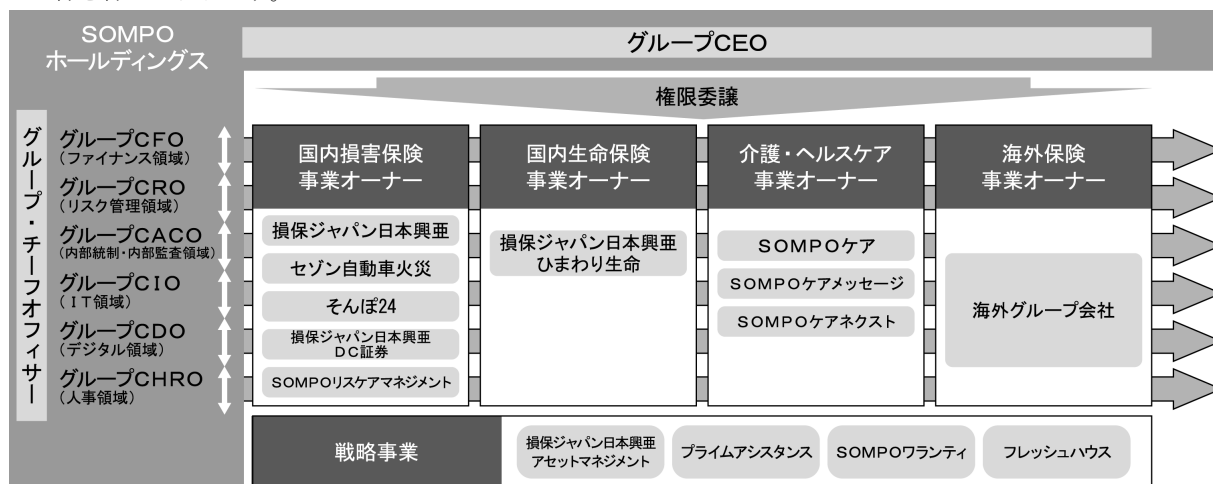 SOMPO
ホールディングス
グループCEO
権限委譲
グループ・チーフオフィサー
グループCFO
(ファイナンス領域)
グループCRO
(リスク管理領域)
グループCACO
(内部統制・内部監査領域)
グループCIO
(IT領域)
グループCDO
(デジタル領域)
グループCHRO
(人事領域)
国内損害保険
事業オーナー
損保ジャパン日本興亜
セゾン自動車火災
そんぽ24
損保ジャパン日本興亜
DC証券
SOMPOリスケアマネジメント
国内生命保険
事業オーナー
損保ジャパン日本興亜
ひまわり生命
介護・ヘルスケア
事業オーナー
SOMPOケア
SOMPOケアメッセージ
SOMPOケアネクスト
海外保険
事業オーナー
海外グループ会社
戦略事業
損保ジャパン日本興亜
アセットマネジメント
プライムアシスタンス
SOMPOワランティ
フレッシュハウス